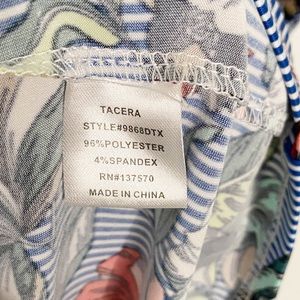 TACERA
STYLE#9868DTX
96%POLYESTER
4%SPANDEX
RN#137570
MADE IN CHINA